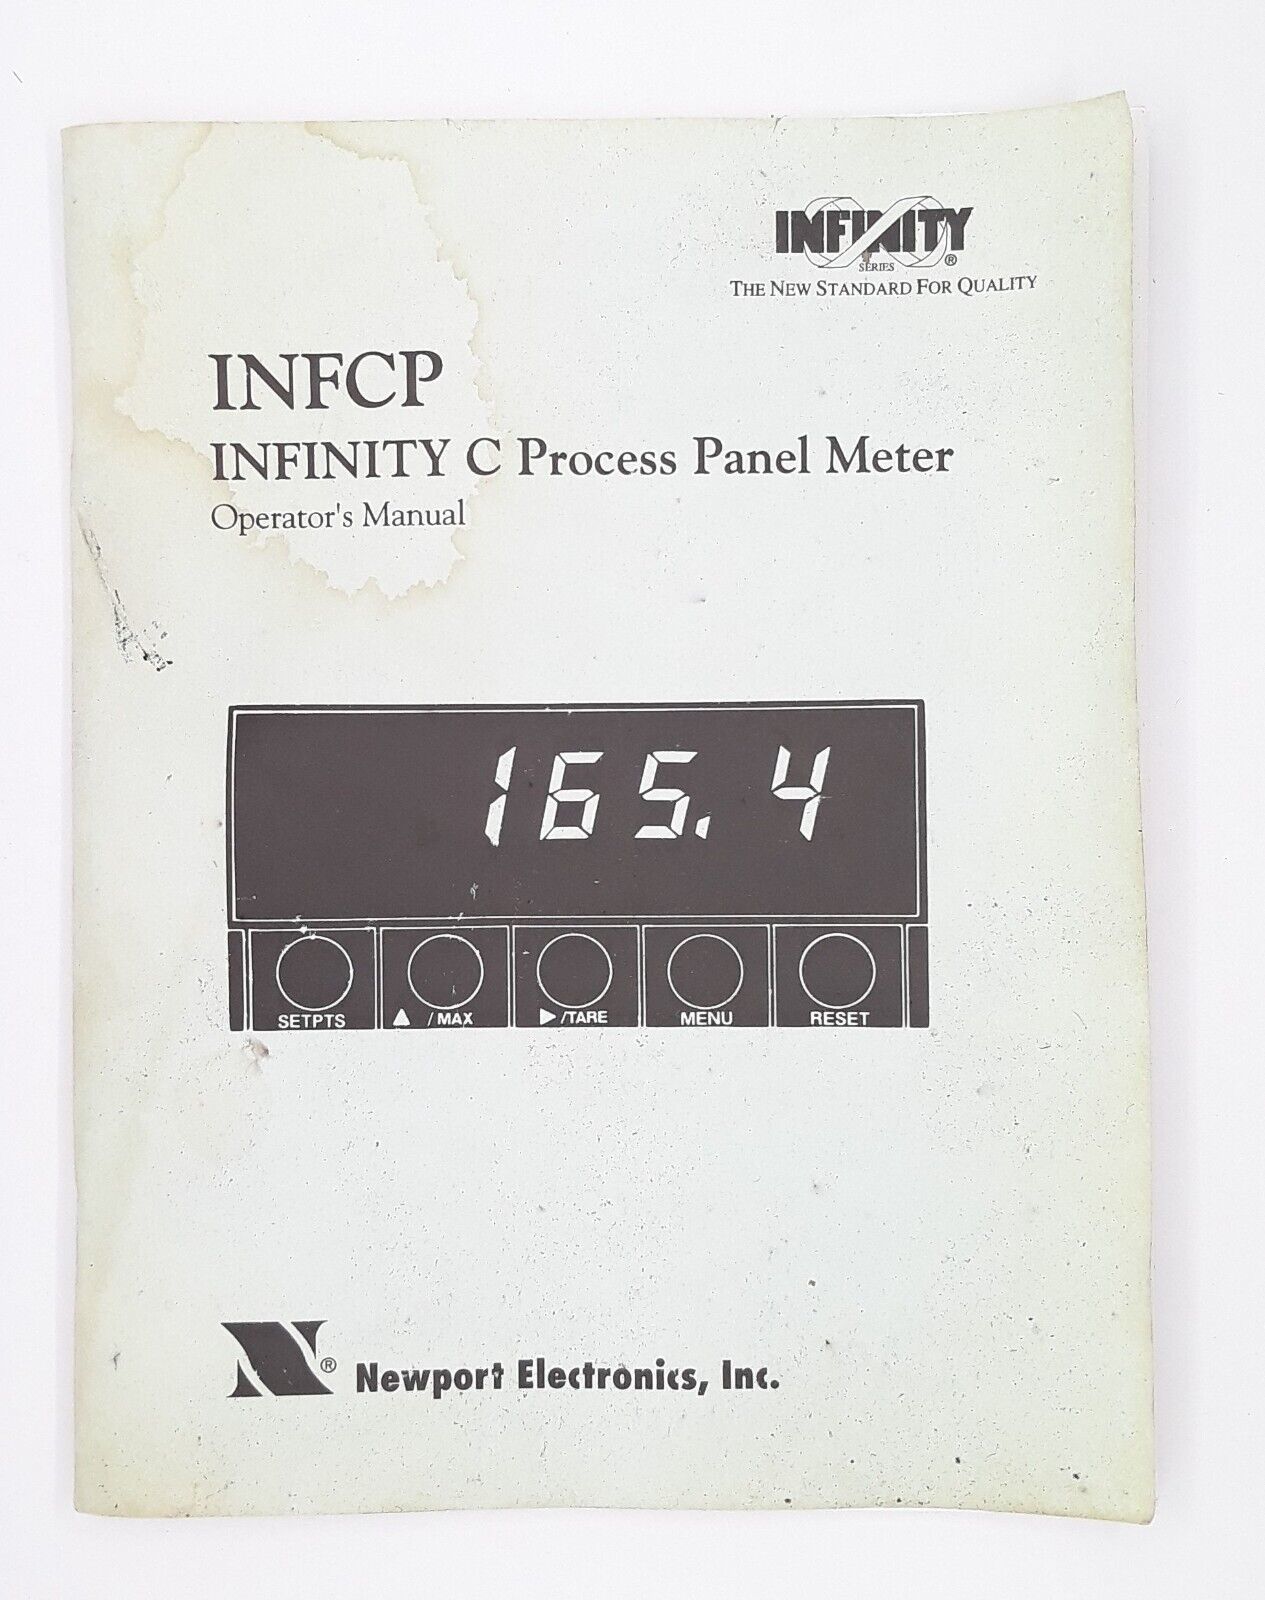 INFINITY
SERIES
®
THE NEW STANDARD FOR QUALITY
INFCP
INFINITY C Process Panel Meter
Operator's Manual
165.4
SETPTS ▲ /MAX ▶/TARE MENU RESET
® Newport Electronics, Inc.